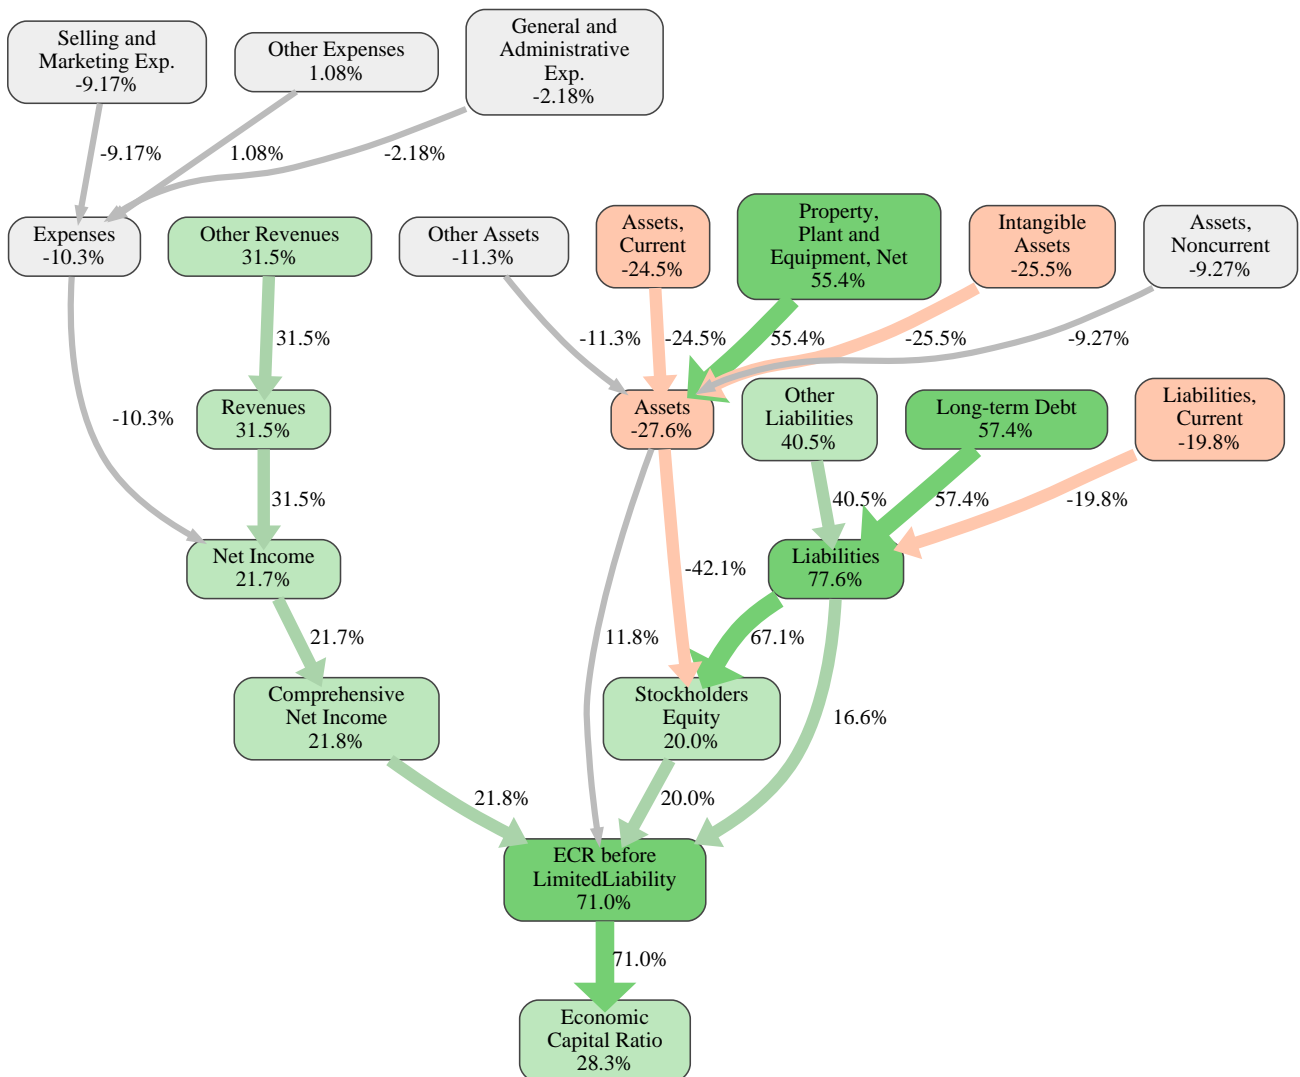 Selling and
Marketing Exp.
-9.17%
Other Expenses
1.08%
General and
Administrative
Exp.
-2.18%
-9.17%
1.08%
-2.18%
Expenses
-10.3%
Other Revenues
31.5%
Other Assets
-11.3%
Assets,
Current
-24.5%
Property,
Plant and
Equipment, Net
55.4%
Intangible
Assets
-25.5%
Assets,
Noncurrent
-9.27%
31.5%
-11.3%
-24.5%
55.4%
-25.5%
-9.27%
-10.3%
Revenues
31.5%
Assets
-27.6%
Other
Liabilities
40.5%
Long-term Debt
57.4%
Liabilities,
Current
-19.8%
31.5%
40.5%
57.4%
-19.8%
Net Income
21.7%
-42.1%
Liabilities
77.6%
21.7%
11.8%
67.1%
16.6%
Comprehensive
Net Income
21.8%
Stockholders
Equity
20.0%
21.8%
20.0%
ECR before
LimitedLiability
71.0%
71.0%
Economic
Capital Ratio
28.3%